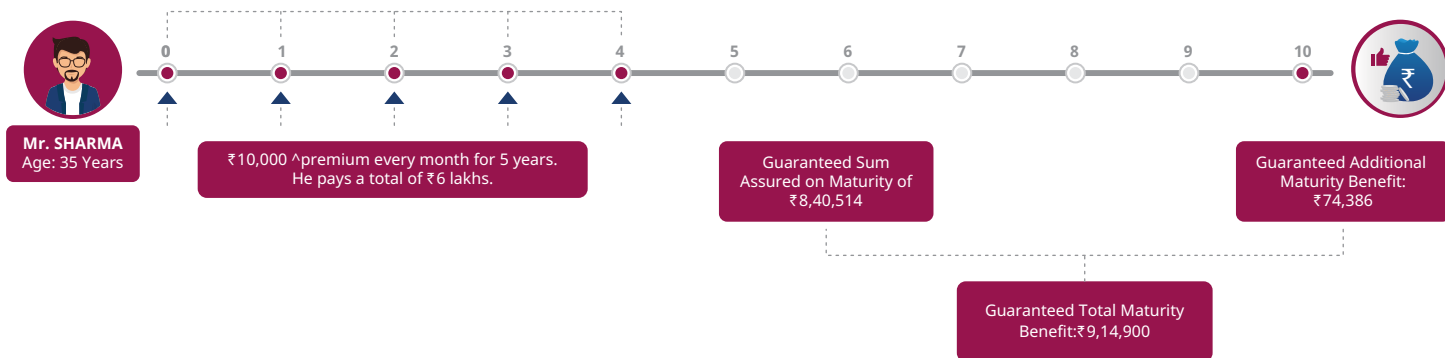 0 1 2 3 4 5 6 7 8 9 10
₹
Mr. SHARMA
Age: 35 Years
₹10,000 ^premium every month for 5 years.
He pays a total of ₹6 lakhs.
Guaranteed Sum
Assured on Maturity of
₹8,40,514
Guaranteed Additional
Maturity Benefit:
₹74,386
Guaranteed Total Maturity
Benefit:₹9,14,900